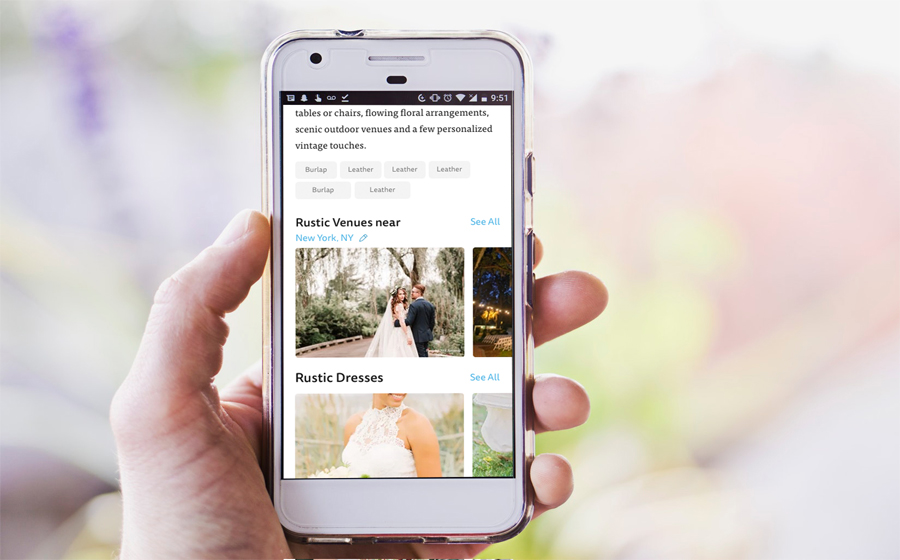 9:51
tables or chairs, flowing floral arrangements,
scenic outdoor venues and a few personalized
vintage touches.
Burlap Leather Leather Leather
Burlap Leather
Rustic Venues near See All
New York, NY
Rustic Dresses See All